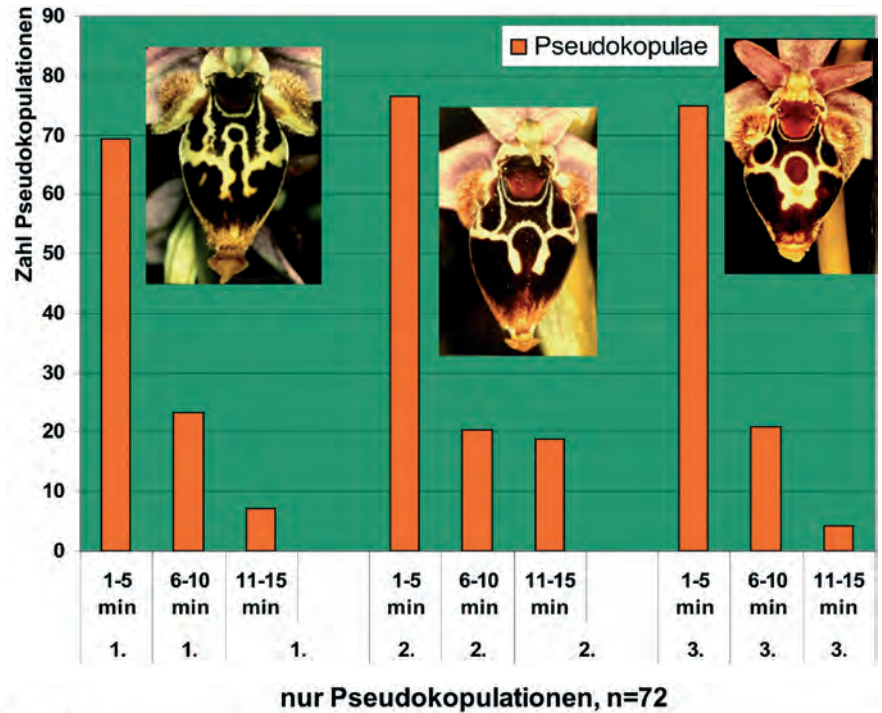 Zahl Pseudokopulationen
90
80
70
60
50
40
30
20
10
0
Pseudokopulae
1-5 min 6-10 min 11-15 min 1-5 min 6-10 min 11-15 min 1-5 min 6-10 min 11-15 min
1. 1. 1. 2. 2. 2. 3. 3. 3.
nur Pseudokopulationen, n=72